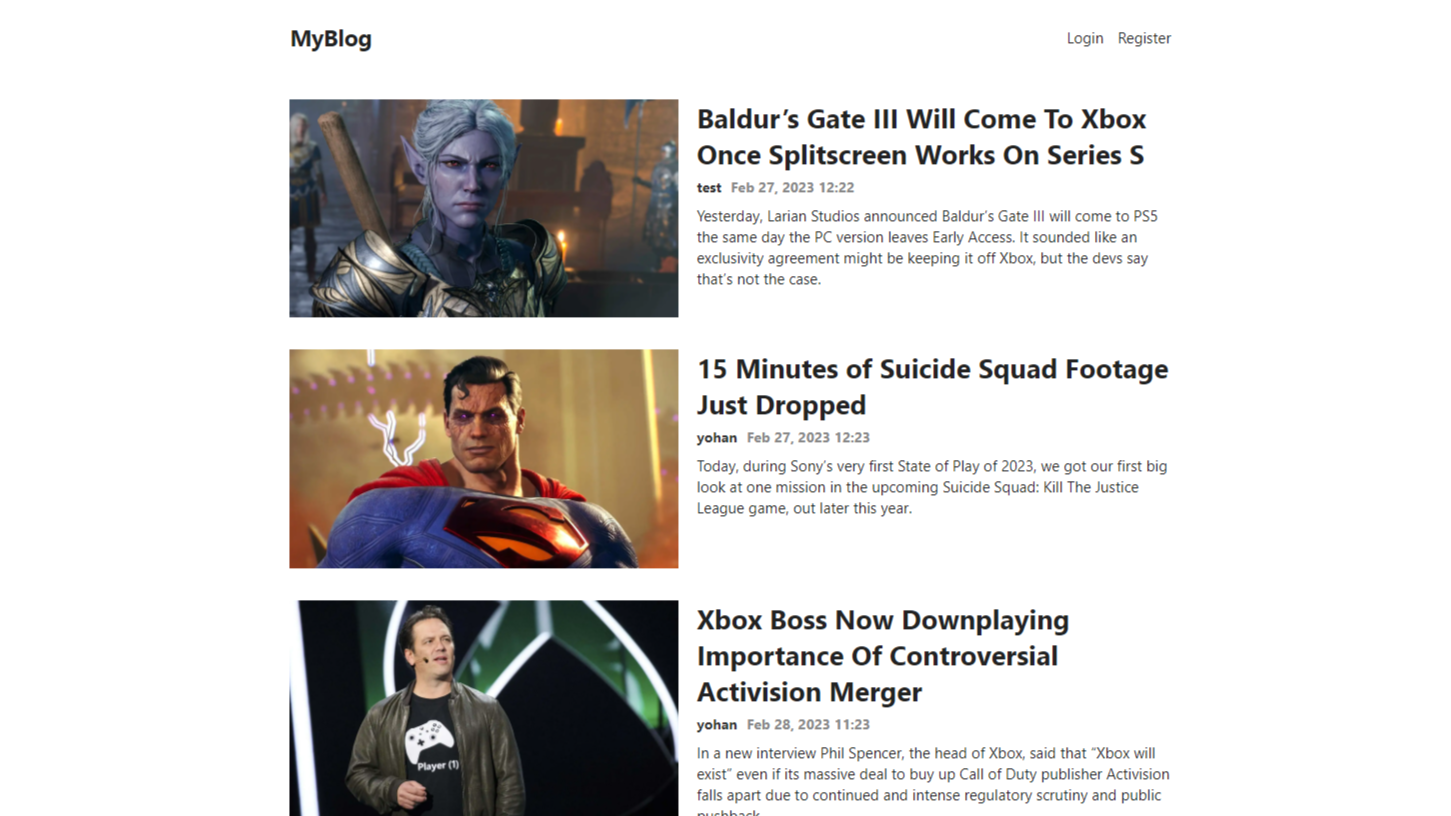 MyBlog
Login Register
Baldur’s Gate III Will Come To Xbox
Once Splitscreen Works On Series S
test Feb 27, 2023 12:22
Yesterday, Larian Studios announced Baldur’s Gate III will come to PS5
the same day the PC version leaves Early Access. It sounded like an
exclusivity agreement might be keeping it off Xbox, but the devs say
that’s not the case.
15 Minutes of Suicide Squad Footage
Just Dropped
yohan Feb 27, 2023 12:23
Today, during Sony’s very first State of Play of 2023, we got our first big
look at one mission in the upcoming Suicide Squad: Kill The Justice
League game, out later this year.
Player (1)
Xbox Boss Now Downplaying
Importance Of Controversial
Activision Merger
yohan Feb 28, 2023 11:23
In a new interview Phil Spencer, the head of Xbox, said that “Xbox will
exist” even if its massive deal to buy up Call of Duty publisher Activision
falls apart due to continued and intense regulatory scrutiny and public